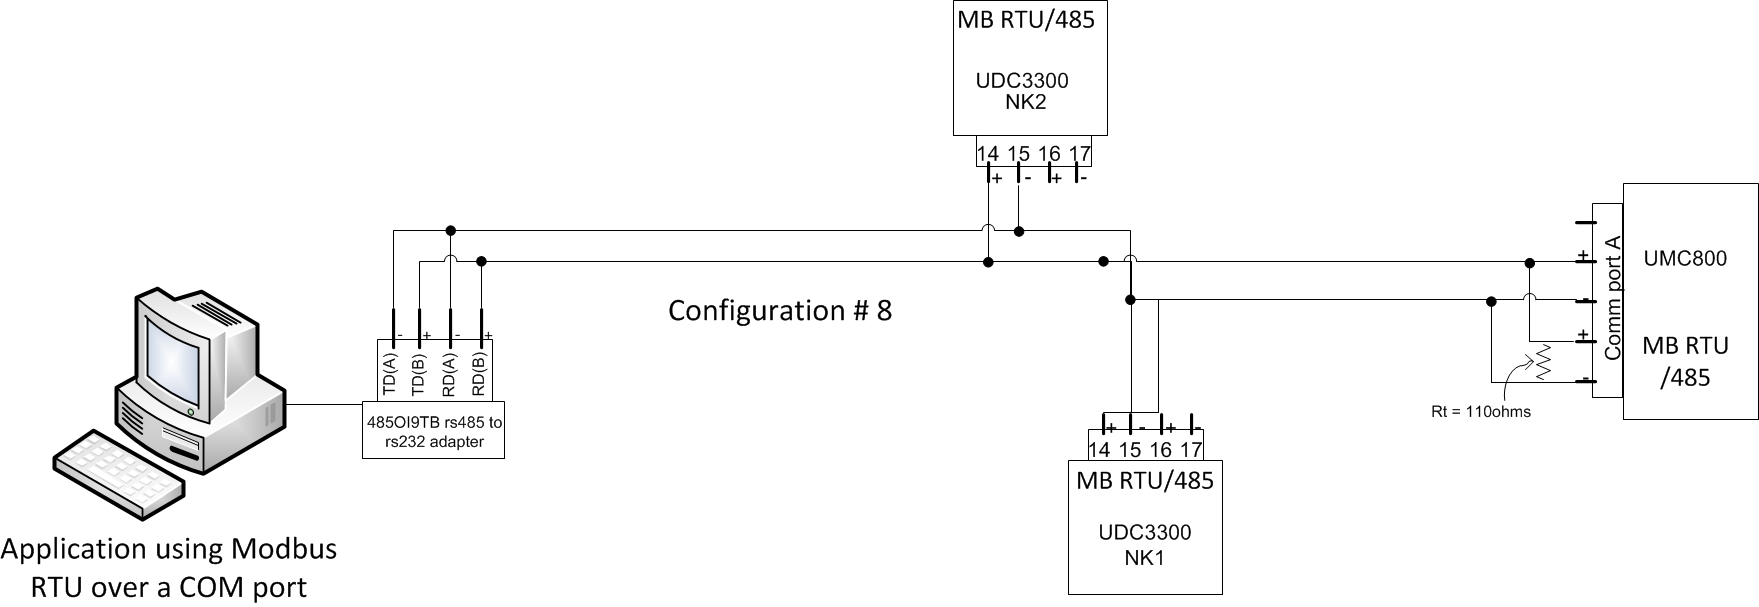 MB RTU/485
UDC3300
NK2
14 15 16 17
+ - + -
Comm port A
+
-
+
-
UMC800
MB RTU
/485
Configuration # 8
- + - +
TD(A) TD(B) RD(A) RD(B)
485OI9TB rs485 to
rs232 adapter
Rt = 110ohms
+ - + -
14 15 16 17
MB RTU/485
UDC3300
NK1
Application using Modbus
RTU over a COM port